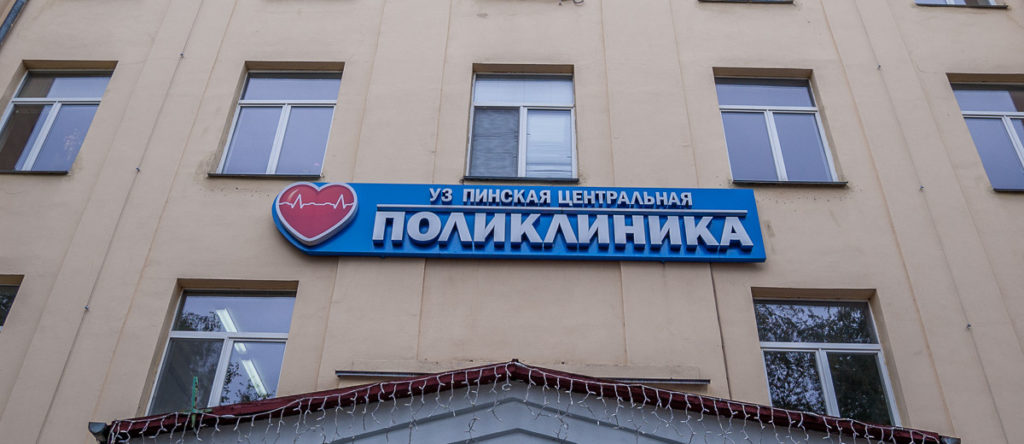 УЗ ПИНСКАЯ ЦЕНТРАЛЬНАЯ
ПОЛИКЛИНИКА